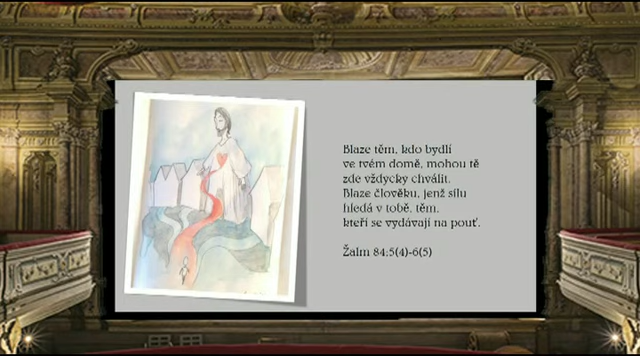 Blaze těm, kdo bydlí
ve tvém domě, mohou tě
zde vždycky chválit.
Blaze člověku, jenž sílu
hledá v tobě, těm,
kteří se vydávají na pouť.
Žalm 84:5(4)-6(5)